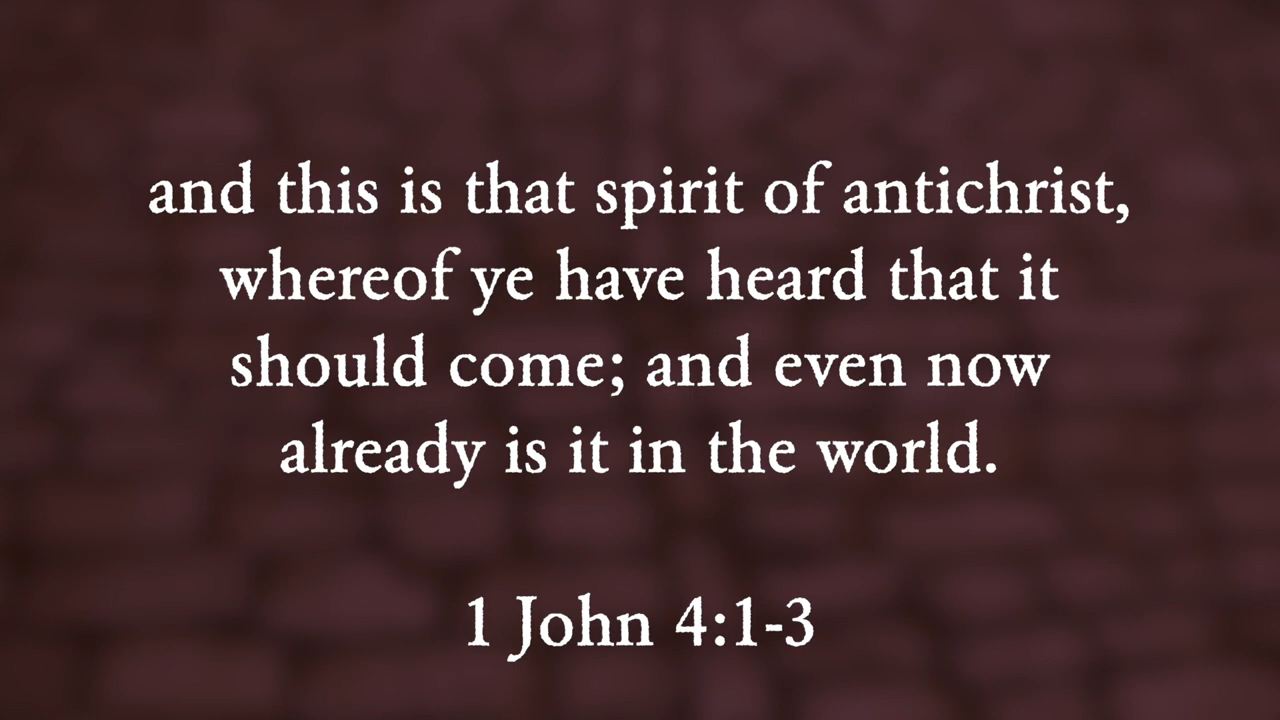 and this is that spirit of antichrist,
whereof ye have heard that it
should come; and even now
already is it in the world.
1 John 4:1-3